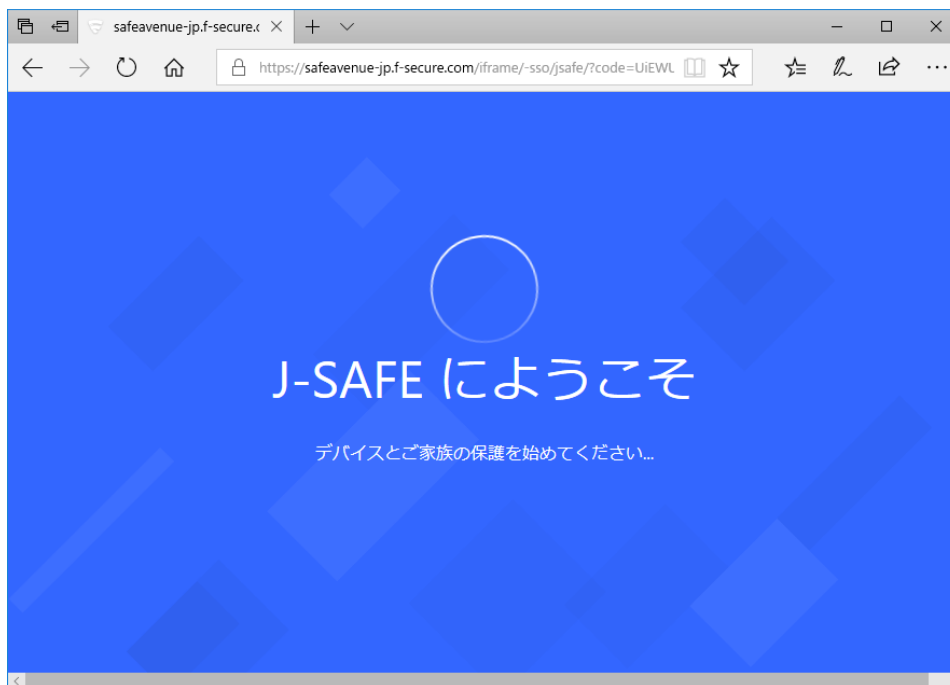 safeavenue-jp.f-secure.c
https://safeavenue-jp.f-secure.com/iframe/-sso/jsafe/?code=UiEWL
J-SAFE にようこそ
デバイスとご家族の保護を始めてください...